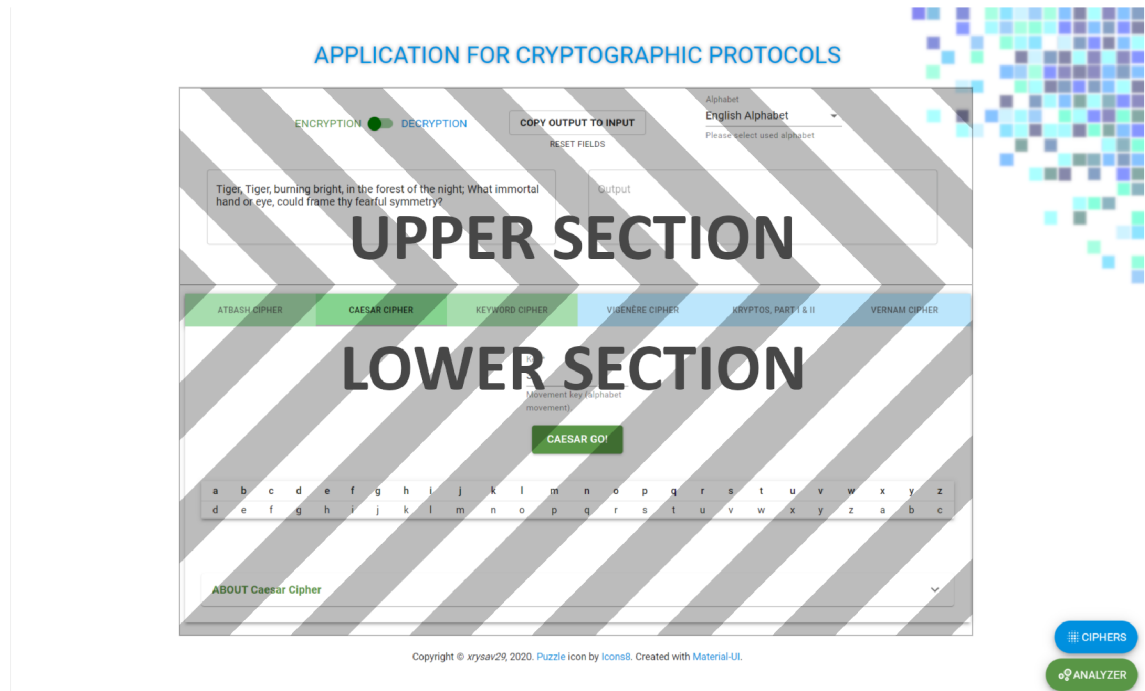 APPLICATION FOR CRYPTOGRAPHIC PROTOCOLS
Alphabet
ENCRYPTION DECRYPTION COPY OUTPUT TO INPUT English Alphabet
RESET FIELDS Please select used alphabet
Tiger, Tiger, burning bright, in the forest of the night; What immortal
hand or eye, could frame thy fearful symmetry?
Output
UPPER SECTION
ATBASH CIPHER CAESAR CIPHER KEYWORD CIPHER VIGENÈRE CIPHER KRYPTOS, PART I & II VERNAM CIPHER
LOWER SECTION
Movement key (alphabet
movement).
CAESAR GO!
a b c d e f g h i j k l m n o p q r s t u v w x y z
d e f g h i j k l m n o p q r s t u v w x y z a b c
ABOUT Caesar Cipher
Copyright © xrysav29, 2020. Puzzle icon by Icons8. Created with Material-UI.
CIPHERS
ANALYZER